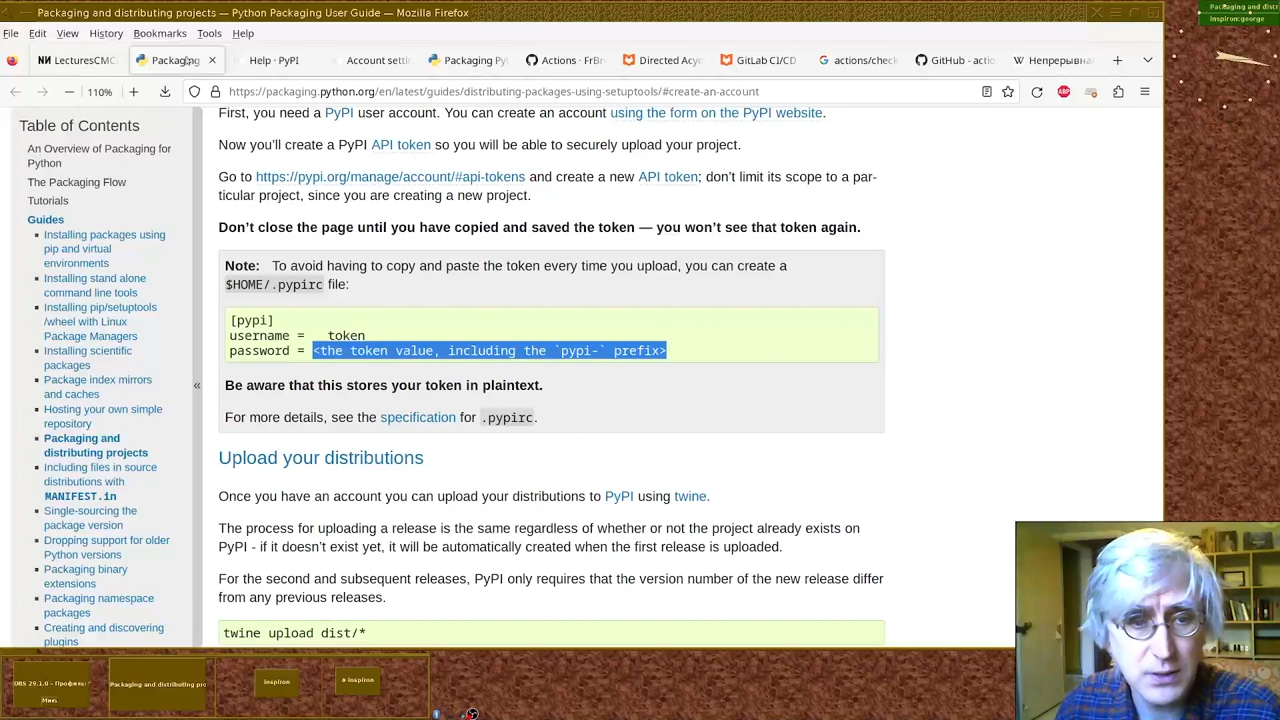 Packaging and distributing projects — Python Packaging User Guide — Mozilla Firefox
File Edit View History Bookmarks Tools Help
LecturesCMC
Packaging
Help · PyPI
Account setti
Packaging Py
Actions · FrBr
Directed Acyc
GitLab CI/CD
actions/check
GitHub - actio
Непрерывна
110%
https://packaging.python.org/en/latest/guides/distributing-packages-using-setuptools/#create-an-account
Table of Contents
An Overview of Packaging for
Python
The Packaging Flow
Tutorials
Guides
Installing packages using
pip and virtual
environments
Installing stand alone
command line tools
Installing pip/setuptools
/wheel with Linux
Package Managers
Installing scientific
packages
Package index mirrors
and caches
Hosting your own simple
repository
Packaging and
distributing projects
Including files in source
distributions with
MANIFEST.in
Single-sourcing the
package version
Dropping support for older
Python versions
Packaging binary
extensions
Packaging namespace
packages
Creating and discovering
plugins
«
First, you need a PyPI user account. You can create an account using the form on the PyPI website.
Now you’ll create a PyPI API token so you will be able to securely upload your project.
Go to https://pypi.org/manage/account/#api-tokens and create a new API token; don’t limit its scope to a par-
ticular project, since you are creating a new project.
Don’t close the page until you have copied and saved the token — you won’t see that token again.
Note: To avoid having to copy and paste the token every time you upload, you can create a
$HOME/.pypirc file:
[pypi]
username = __token__
password = <the token value, including the `pypi-` prefix>
Be aware that this stores your token in plaintext.
For more details, see the specification for .pypirc.
Upload your distributions
Once you have an account you can upload your distributions to PyPI using twine.
The process for uploading a release is the same regardless of whether or not the project already exists on
PyPI - if it doesn’t exist yet, it will be automatically created when the first release is uploaded.
For the second and subsequent releases, PyPI only requires that the version number of the new release differ
from any previous releases.
twine upload dist/*
Packaging and distr
inspiron:george
OBS 29.1.0 - Профиль:
Packaging and distributing pro
inspiron
# inspiron